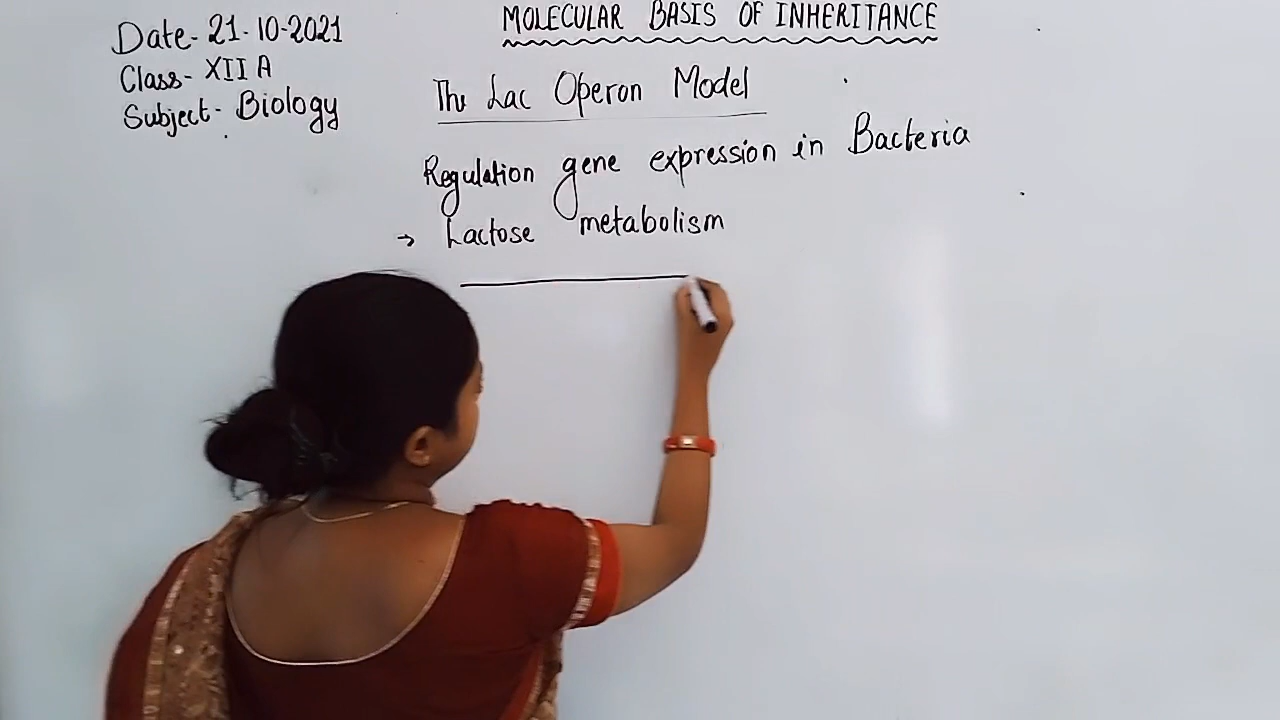 Date- 21-10-2021
Class- XII A
Subject- Biology
MOLECULAR BASIS OF INHERITANCE
The Lac Operon Model
Regulation gene expression in Bacteria
→ Lactose metabolism